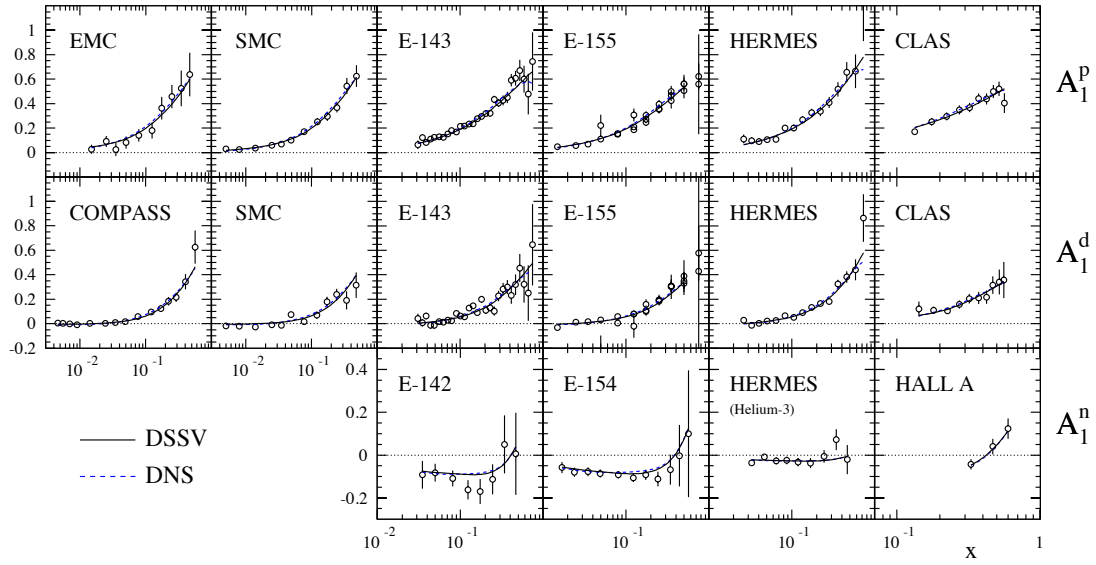 EMC SMC E-143 E-155 HERMES CLAS
1
0.8
0.6
0.4
0.2
0
A₁ᵖ
COMPASS SMC E-143 E-155 HERMES CLAS
1
0.8
0.6
0.4
0.2
0
-0.2
A₁ᵈ
10⁻² 10⁻¹ 10⁻² 10⁻¹
E-142 E-154 HERMES HALL A
(Helium-3)
0.4
0.2
0
-0.2
A₁ⁿ
DSSV
DNS
10⁻² 10⁻¹ 10⁻¹ 10⁻¹ 10⁻¹ 1
x